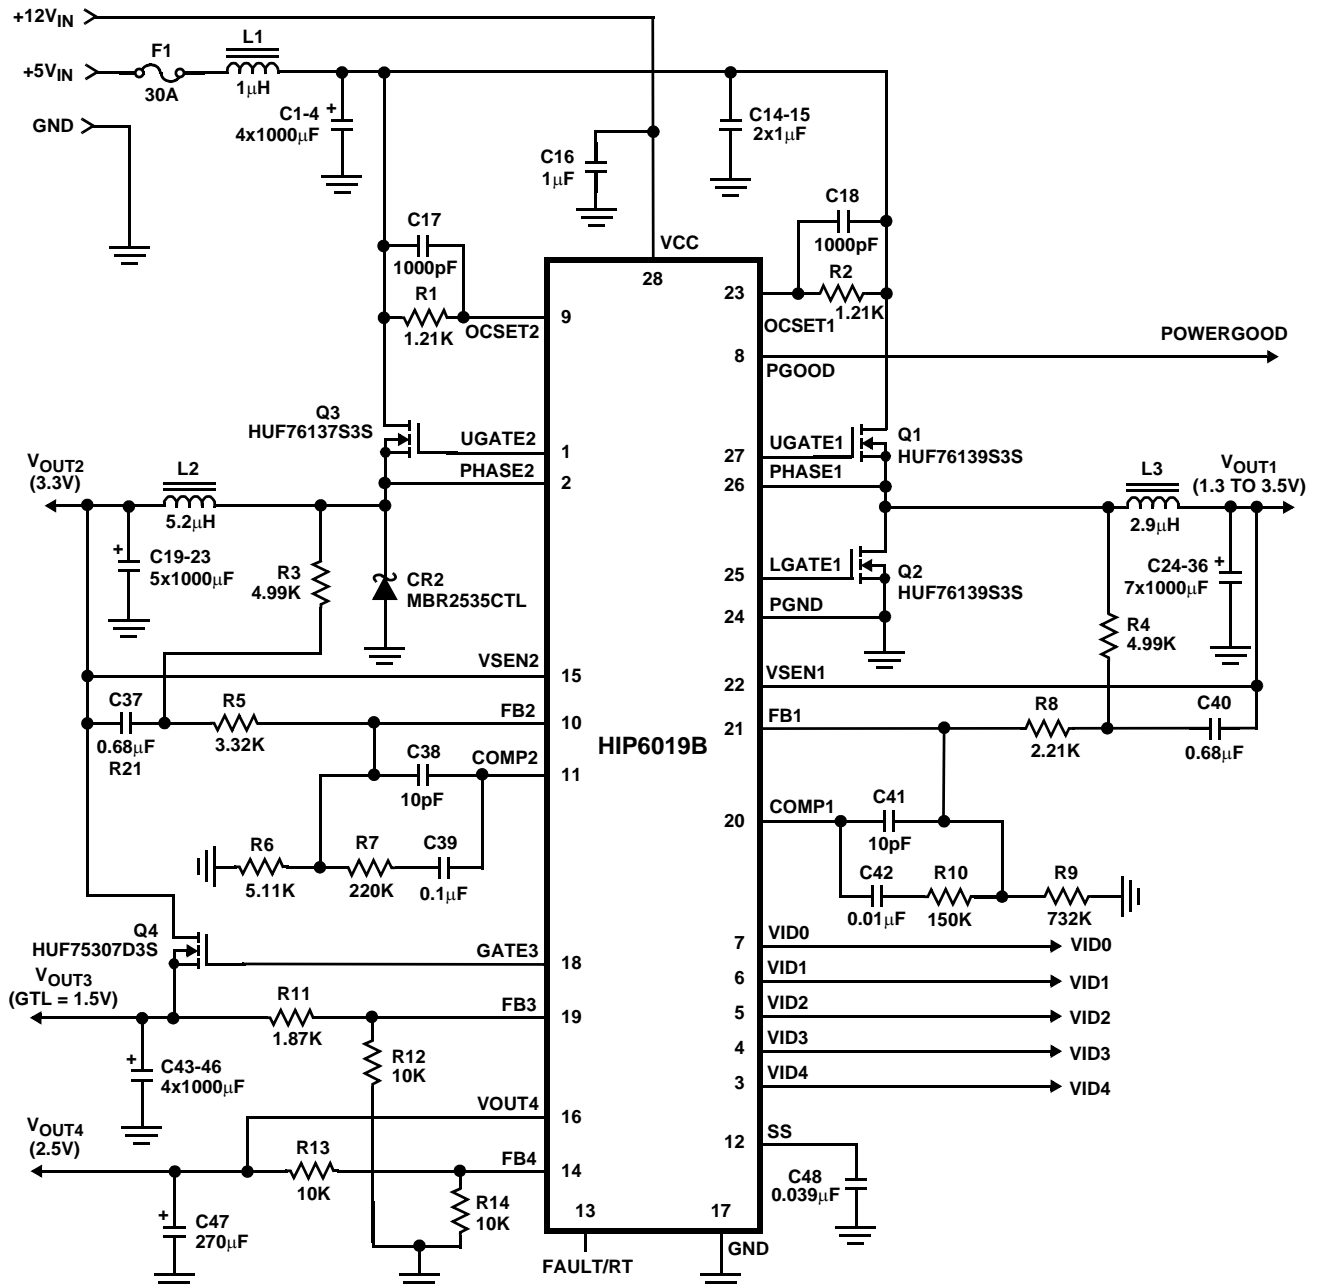 +12VIN
+5VIN
F1
30A
L1
1μH
GND
C1-4
+
4x1000μF
C14-15
2x1μF
C16
1μF
C17
1000pF
R1
1.21K
OCSET2
9
VCC
28
C18
1000pF
R2
1.21K
23
OCSET1
8
PGOOD
POWERGOOD
Q3
HUF76137S3S
UGATE2
1
PHASE2
2
27
UGATE1
26
PHASE1
Q1
HUF76139S3S
VOUT2
(3.3V)
L2
5.2μH
+
C19-23
5x1000μF
R3
4.99K
CR2
MBR2535CTL
L3
2.9μH
VOUT1
(1.3 TO 3.5V)
25
LGATE1
Q2
HUF76139S3S
24
PGND
C24-36
+
7x1000μF
R4
4.99K
VSEN2
15
22
VSEN1
C37
0.68μF
R21
R5
3.32K
FB2
10
21
FB1
R8
2.21K
C40
0.68μF
HIP6019B
C38
10pF
COMP2
11
20
COMP1
C41
10pF
R6
5.11K
R7
220K
C39
0.1μF
C42
0.01μF
R10
150K
R9
732K
Q4
HUF75307D3S
GATE3
18
7
VID0
VID0
6
VID1
VID1
5
VID2
VID2
4
VID3
VID3
3
VID4
VID4
VOUT3
(GTL = 1.5V)
R11
1.87K
FB3
19
R12
10K
+
C43-46
4x1000μF
VOUT4
16
VOUT4
(2.5V)
R13
10K
FB4
14
R14
10K
+
C47
270μF
12
SS
C48
0.039μF
13
FAULT/RT
17
GND